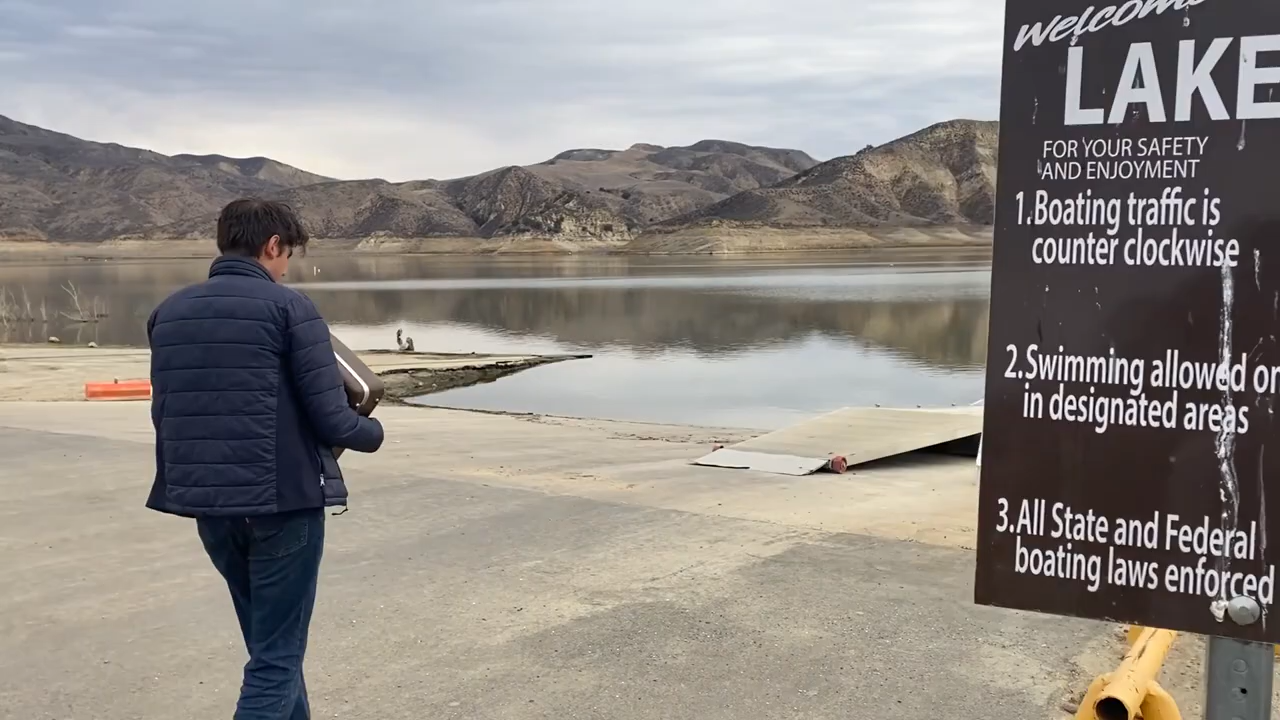 Welcome
LAKE
FOR YOUR SAFETY
AND ENJOYMENT
1. Boating traffic is
counter clockwise
2. Swimming allowed
in designated areas
3. All State and Federal
boating laws enforced